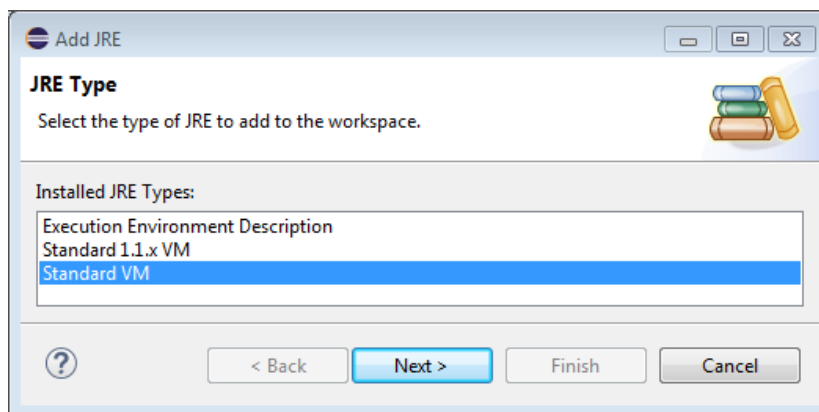 Add JRE
JRE Type
Select the type of JRE to add to the workspace.
Installed JRE Types:
Execution Environment Description
Standard 1.1.x VM
Standard VM
?
< Back
Next >
Finish
Cancel